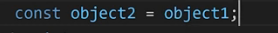 const object2 = object1;